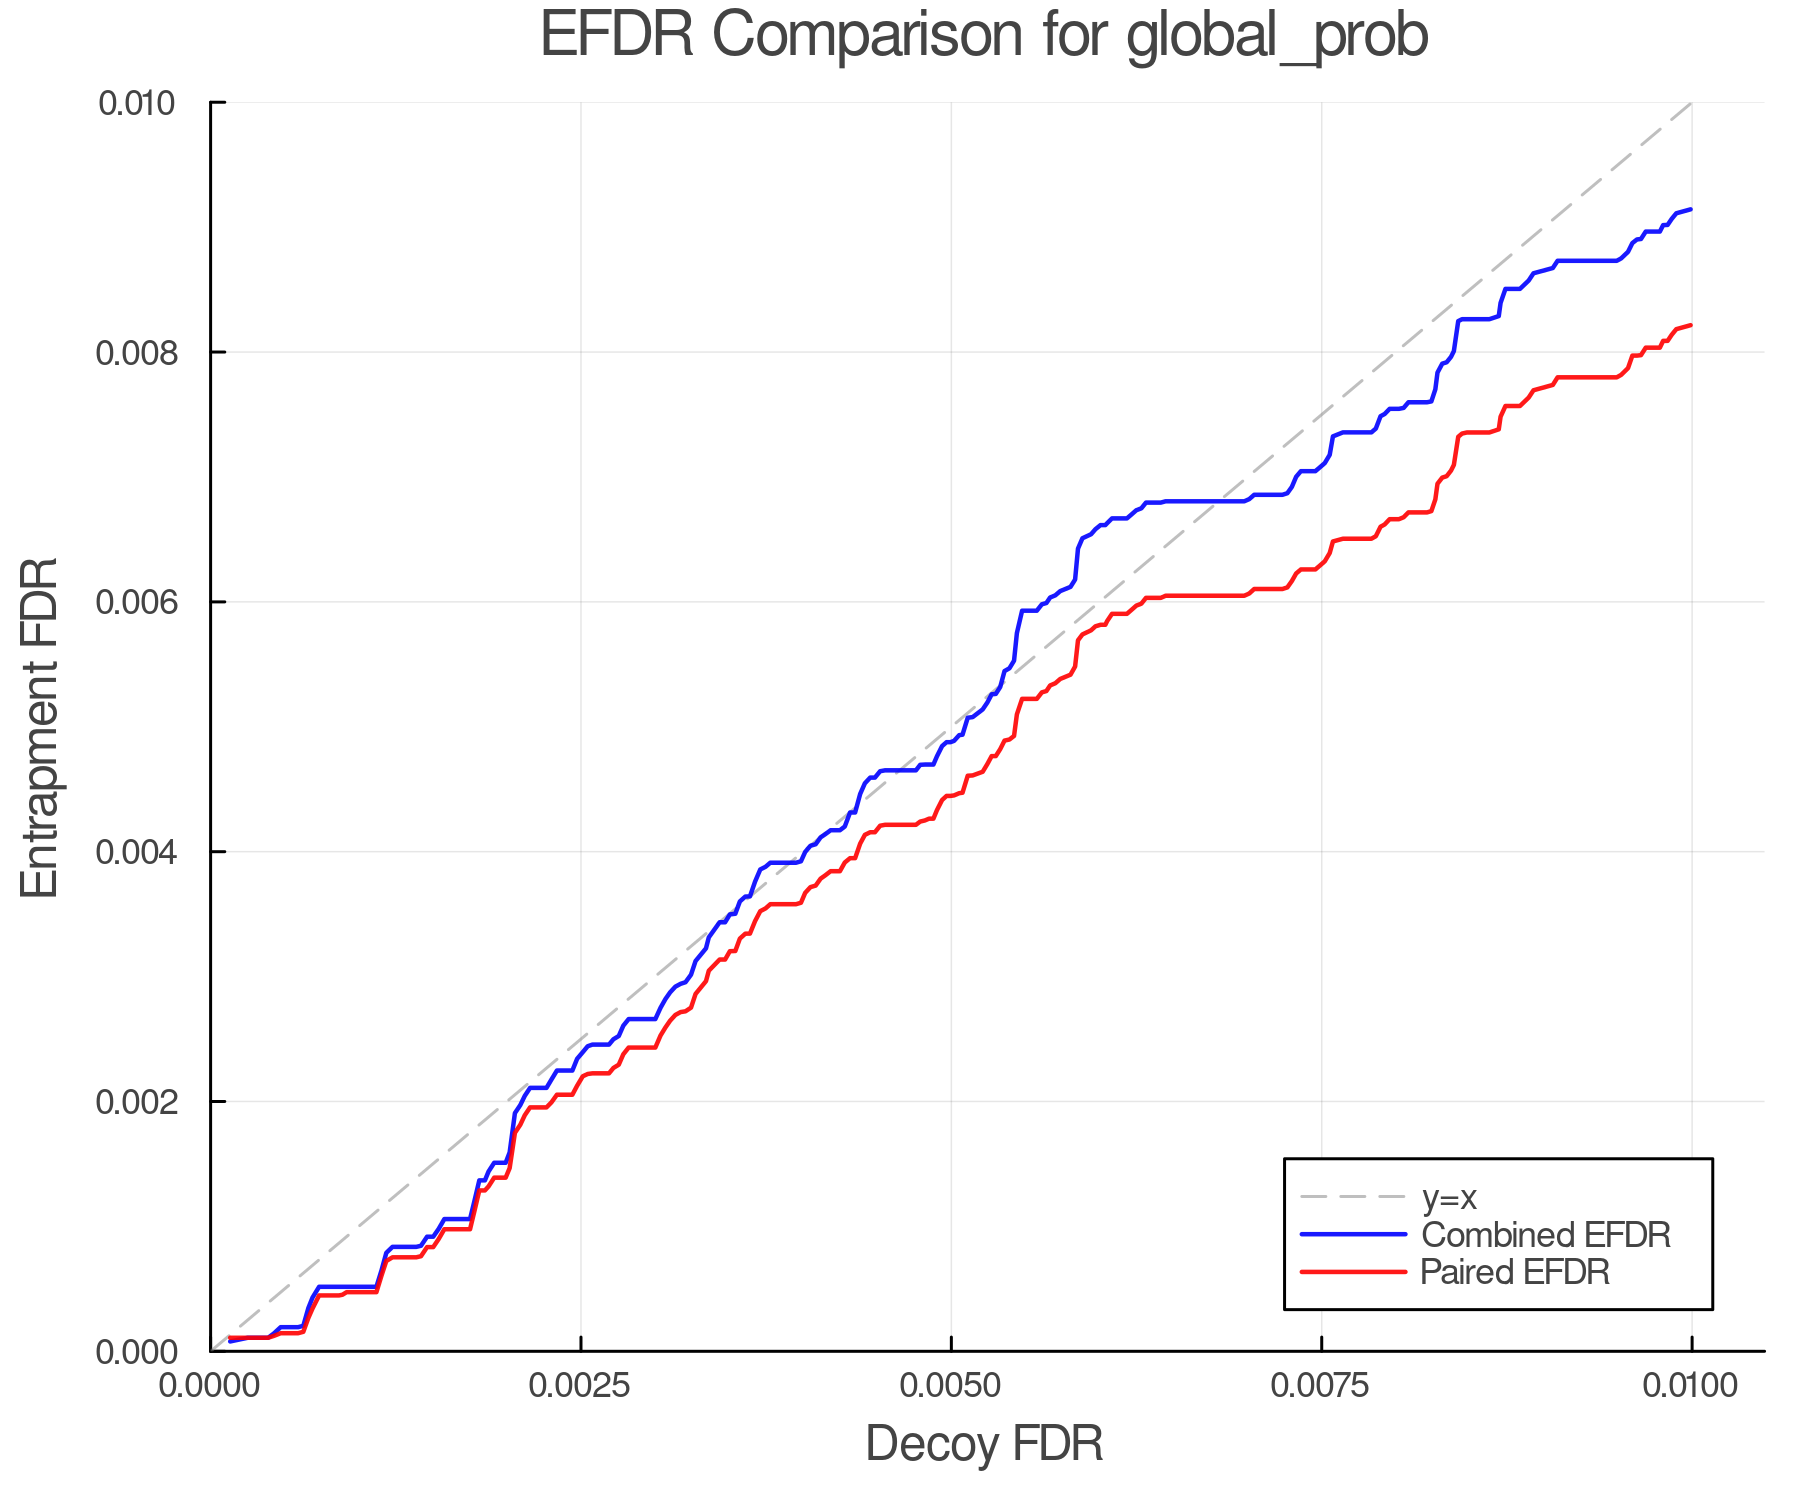 EFDR Comparison for global_prob
0.010
0.008
0.006
0.004
0.002
0.000
Entrapment FDR
0.0000 0.0025 0.0050 0.0075 0.0100
Decoy FDR
y=x
Combined EFDR
Paired EFDR